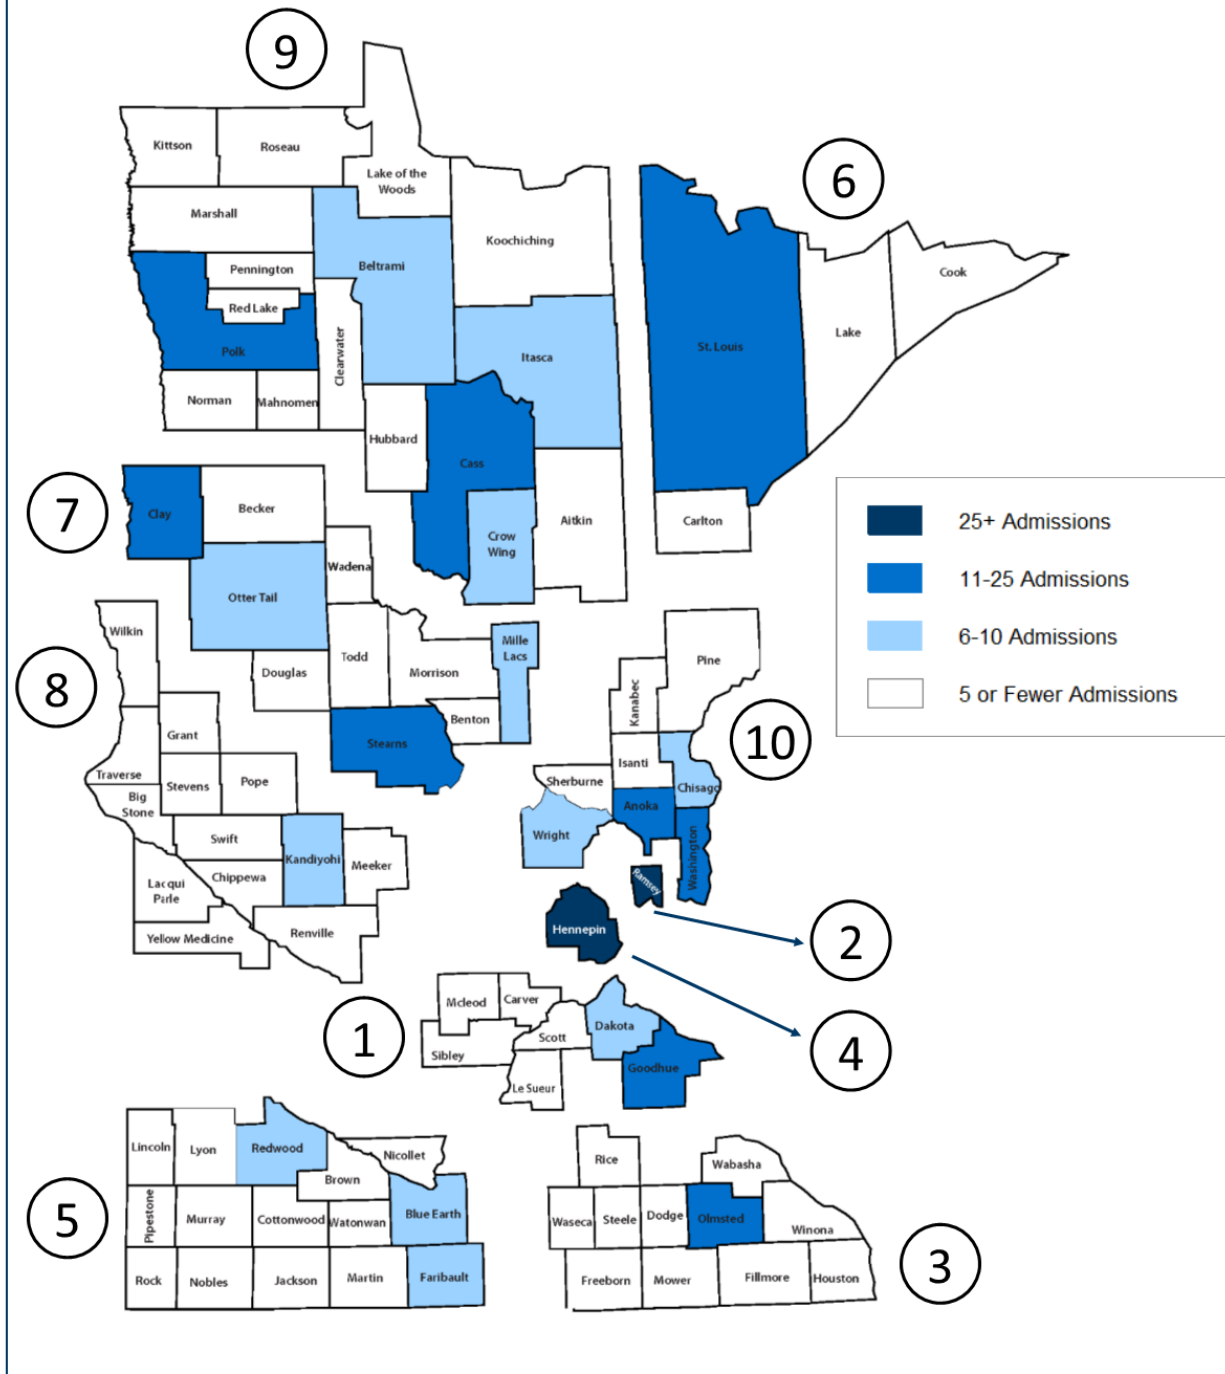 9
Kittson
Roseau
Lake of the
Woods
Marshall
Koochiching
Beltrami
Pennington
Red Lake
Polk
Clearwater
Itasca
Norman
Mahnomen
Hubbard
Cass
Crow
Wing
Aitkin
6
St. Louis
Lake
Cook
Carlton
7
Clay
Becker
Wadena
Otter Tail
Douglas
Todd
Morrison
Mille
Lacs
Benton
Stearns
25+ Admissions
11-25 Admissions
6-10 Admissions
5 or Fewer Admissions
8
Wilkin
Grant
Traverse
Stevens
Pope
Big
Stone
Swift
Kandiyohi
Meeker
Chippewa
Lac qui
Parle
Yellow Medicine
Renville
10
Pine
Kanabec
Isanti
Chisago
Sherburne
Anoka
Wright
Washington
Ramsey
Hennepin
2
4
1
Mcleod
Carver
Scott
Dakota
Sibley
Le Sueur
Goodhue
5
Lincoln
Lyon
Redwood
Nicollet
Brown
Pipestone
Murray
Cottonwood
Watonwan
Blue Earth
Rock
Nobles
Jackson
Martin
Faribault
3
Rice
Wabasha
Waseca
Steele
Dodge
Olmsted
Winona
Freeborn
Mower
Fillmore
Houston